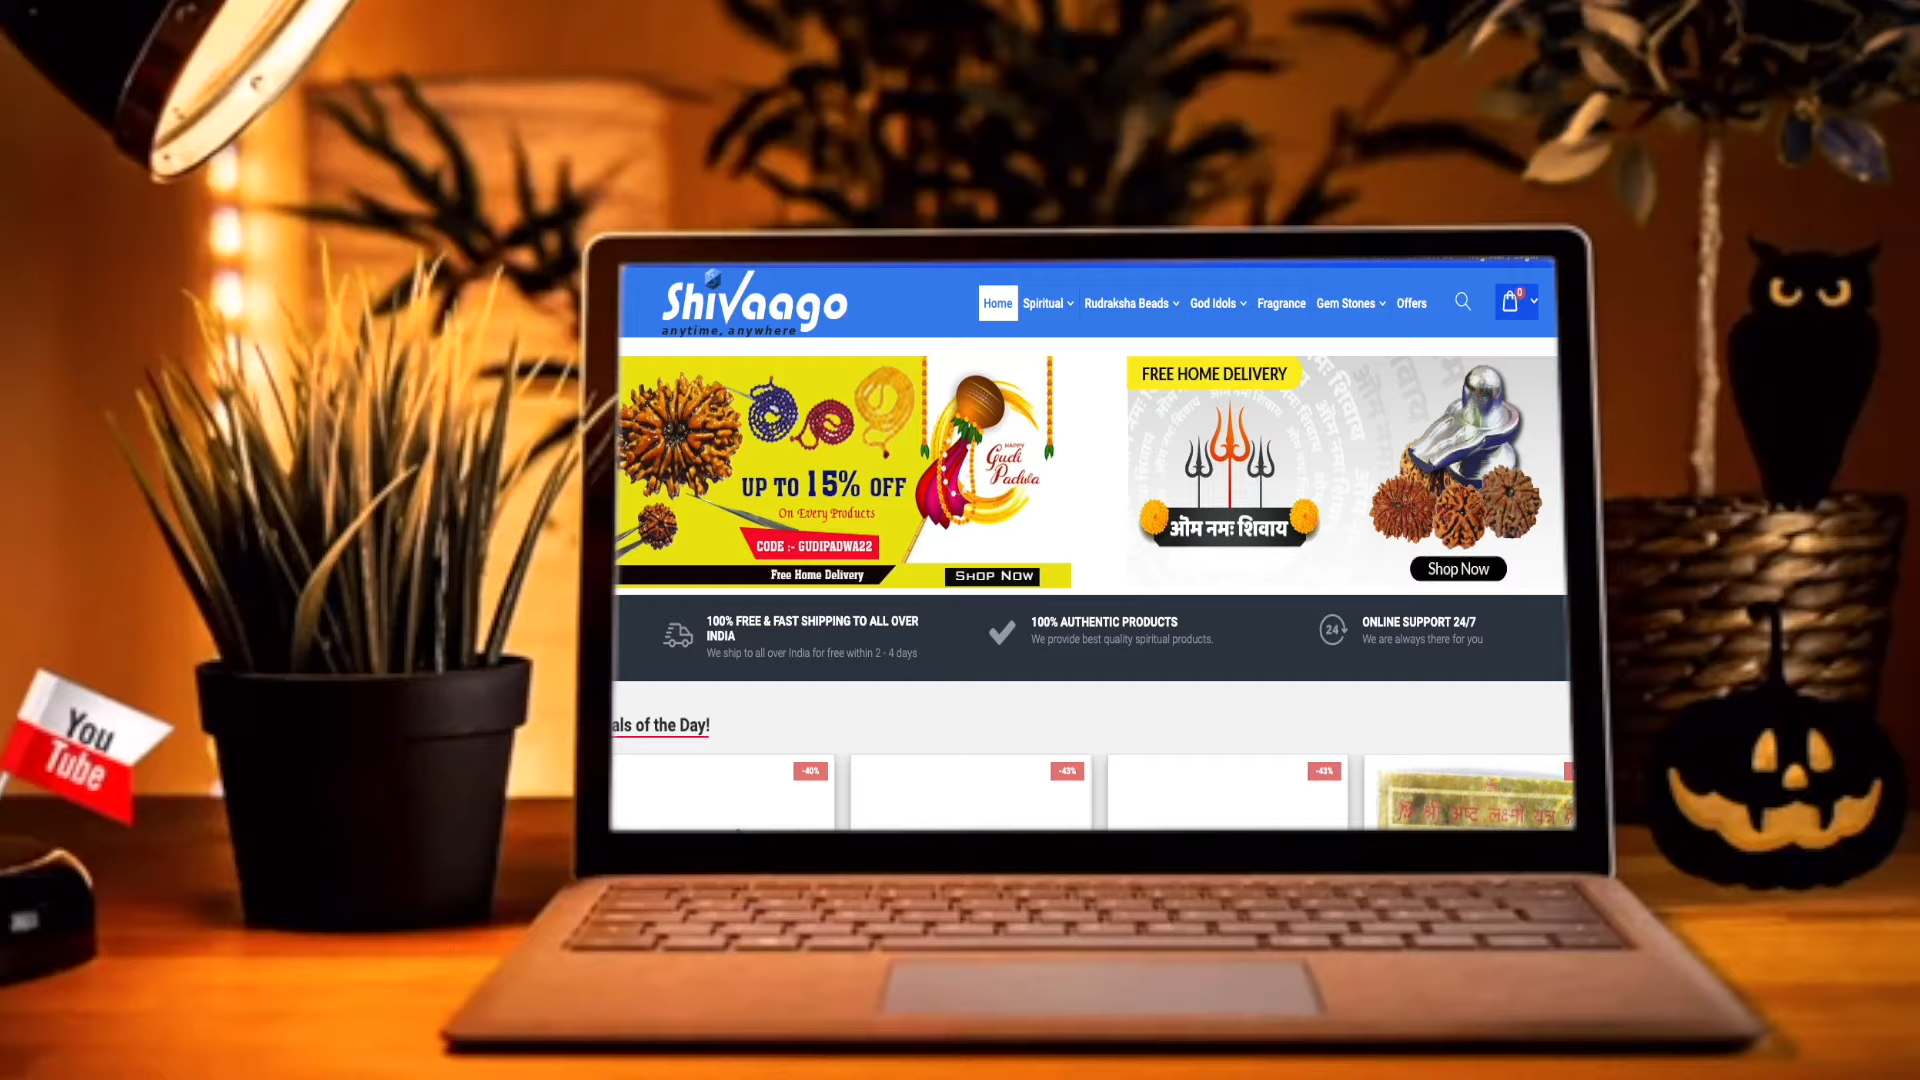 Shivaago
anytime, anywhere
Home Spiritual Rudraksha Beads God Idols Fragrance Gem Stones Offers
0
UP TO 15% OFF
On Every Products
CODE :- GUDIPADWA22
Free Home Delivery
SHOP NOW
HAPPY
Gudi
Padwa
FREE HOME DELIVERY
ॐ नमः शिवाय
Shop Now
100% FREE & FAST SHIPPING TO ALL OVER
INDIA
We ship to all over India for free within 2 - 4 days
100% AUTHENTIC PRODUCTS
We provide best quality spiritual products.
24
ONLINE SUPPORT 24/7
We are always there for you
als of the Day!
-40%
-43%
-43%
श्री अष्ट लक्ष्मी यंत्र
You
Tube